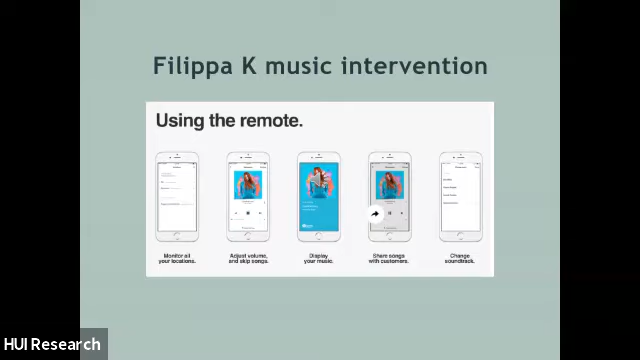 Filippa K music intervention
Using the remote.
Monitor all
your locations.
Adjust volume,
and skip songs.
Display
your music.
Share songs
with customers.
Change
soundtrack.
HUI Research